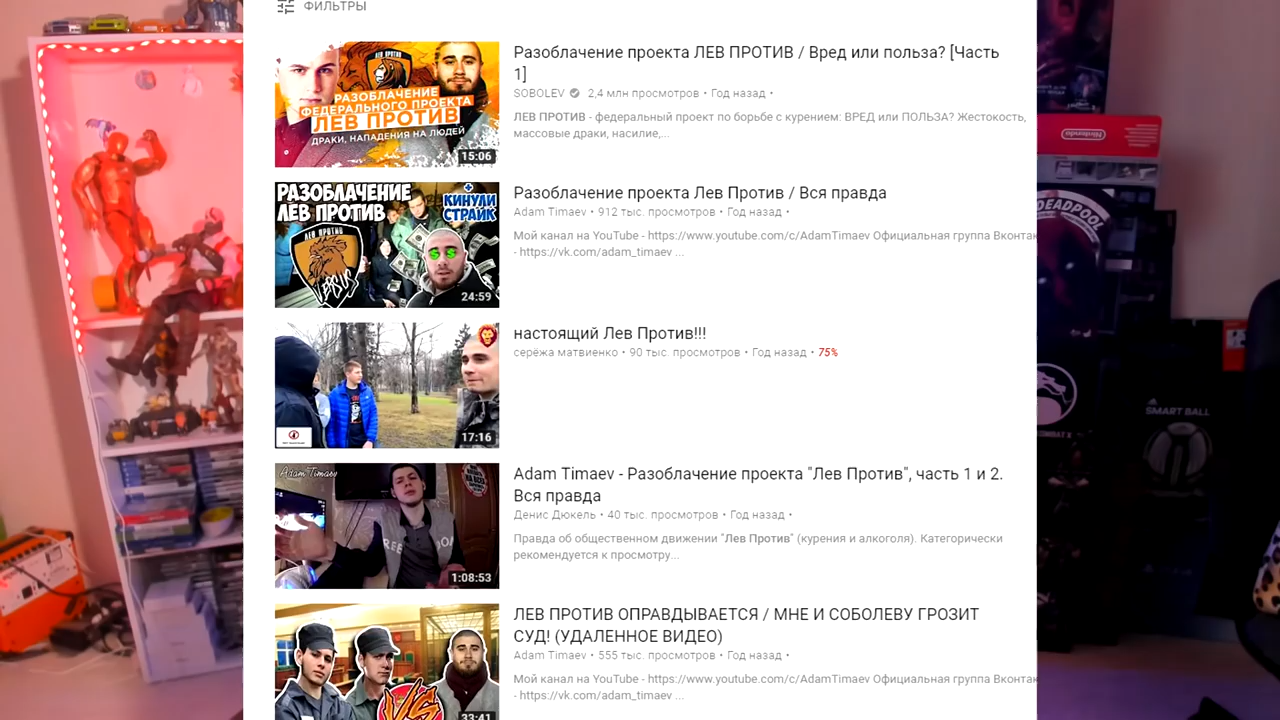 ФИЛЬТРЫ
ЛЕВ ПРОТИВ
РАЗОБЛАЧЕНИЕ
ФЕДЕРАЛЬНОГО ПРОЕКТА
ЛЕВ ПРОТИВ
ДРАКИ, НАПАДЕНИЯ НА ЛЮДЕЙ
15:06
Разоблачение проекта ЛЕВ ПРОТИВ / Вред или польза? [Часть
1]
SOBOLEV 2,4 млн просмотров • Год назад •
ЛЕВ ПРОТИВ - федеральный проект по борьбе с курением: ВРЕД или ПОЛЬЗА? Жестокость,
массовые драки, насилие,...
РАЗОБЛАЧЕНИЕ
ЛЕВ ПРОТИВ
+
КИНУЛИ
СТРАЙК
ЛЕВ ПРОТИВ
VERSUS
24:59
Разоблачение проекта Лев Против / Вся правда
Adam Timaev • 912 тыс. просмотров • Год назад •
Мой канал на YouTube - https://www.youtube.com/c/AdamTimaev Официальная группа Вконтак
- https://vk.com/adam_timaev ...
17:16
настоящий Лев Против!!!
сережа матвиенко • 90 тыс. просмотров • Год назад • 75%
Adam Timaev
1:08:53
Adam Timaev - Разоблачение проекта "Лев Против", часть 1 и 2.
Вся правда
Денис Дюкель • 40 тыс. просмотров • Год назад •
Правда об общественном движении "Лев Против" (курения и алкоголя). Категорически
рекомендуется к просмотру...
VS
33:41
ЛЕВ ПРОТИВ ОПРАВДЫВАЕТСЯ / МНЕ И СОБОЛЕВУ ГРОЗИТ
СУД! (УДАЛЕННОЕ ВИДЕО)
Adam Timaev • 555 тыс. просмотров • Год назад •
Мой канал на YouTube - https://www.youtube.com/c/AdamTimaev Официальная группа Вконтак
- https://vk.com/adam_timaev ...
Nintendo
DEADPOOL
SMART BALL